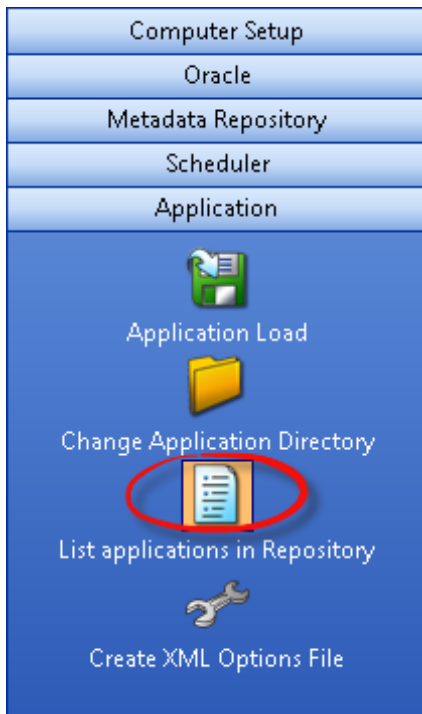 Computer Setup
Oracle
Metadata Repository
Scheduler
Application
Application Load
Change Application Directory
List applications in Repository
Create XML Options File